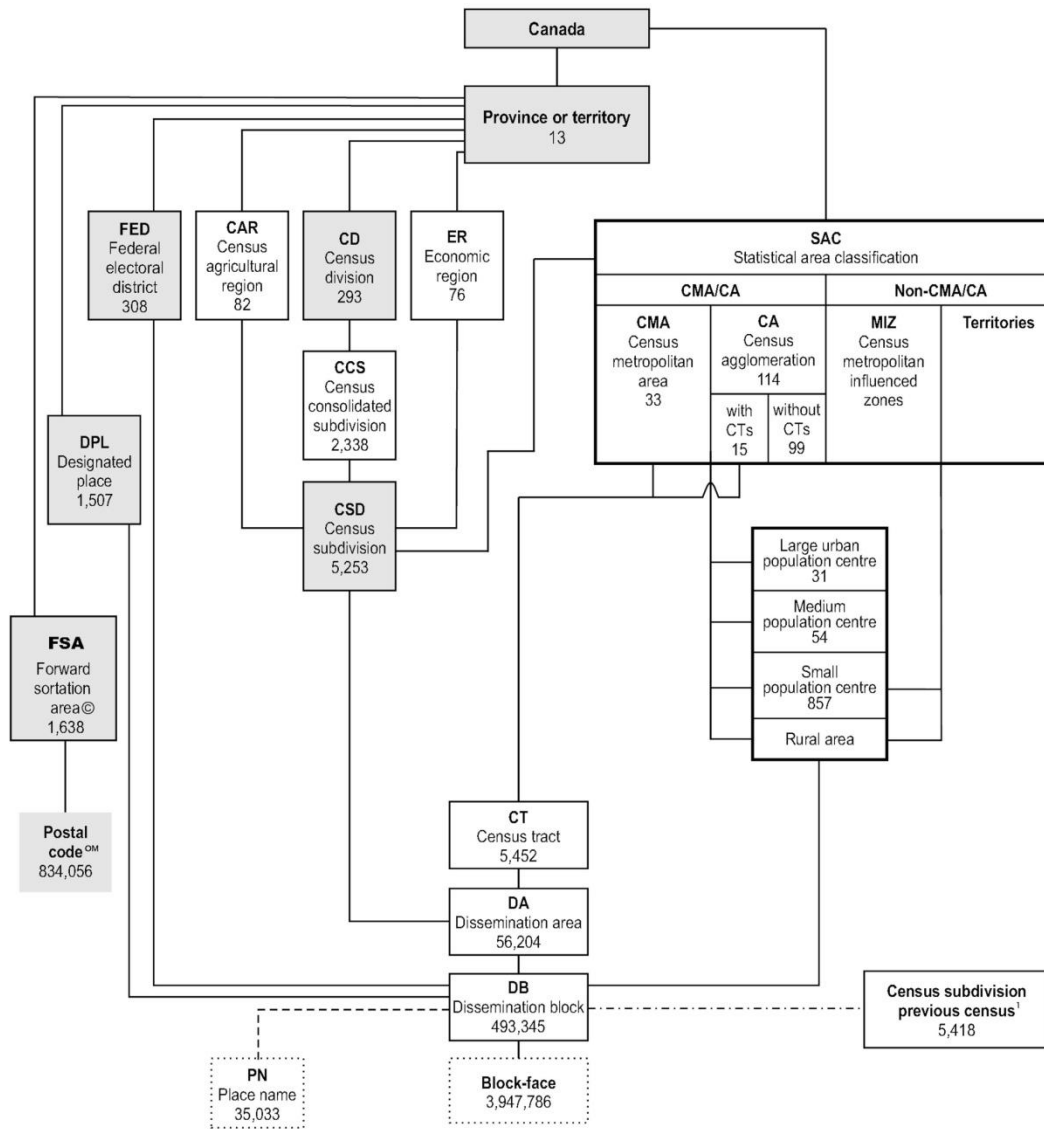 Canada
Province or territory
13
FED
Federal
electoral
district
308
CAR
Census
agricultural
region
82
CD
Census
division
293
ER
Economic
region
76
SAC
Statistical area classification
CMA/CA
Non-CMA/CA
CMA
Census
metropolitan
area
33
CA
Census
agglomeration
114
with
CTs
15
without
CTs
99
MIZ
Census
metropolitan
influenced
zones
Territories
CCS
Census
consolidated
subdivision
2,338
DPL
Designated
place
1,507
CSD
Census
subdivision
5,253
Large urban
population centre
31
Medium
population centre
54
Small
population centre
857
Rural area
FSA
Forward
sortation
area©
1,638
Postal
code℠ᴹ
834,056
CT
Census tract
5,452
DA
Dissemination area
56,204
DB
Dissemination block
493,345
Census subdivision
previous census¹
5,418
PN
Place name
35,033
Block-face
3,947,786